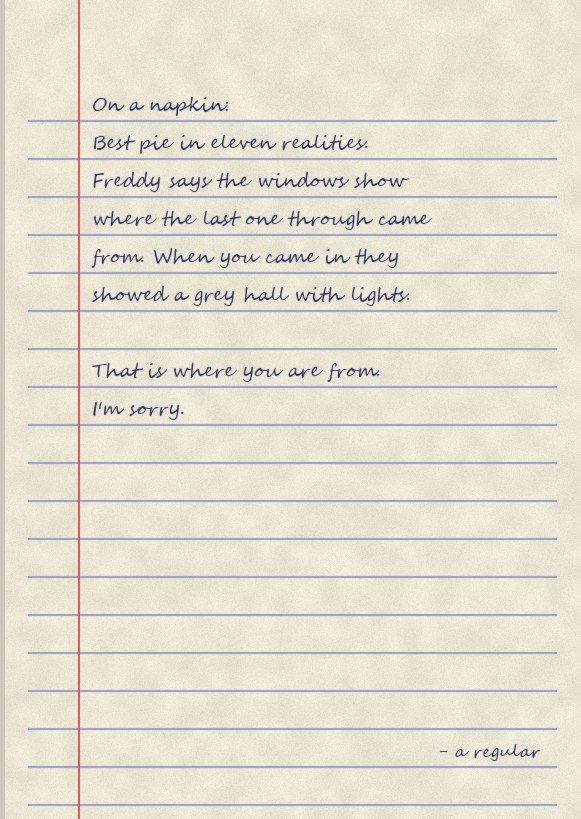 On a napkin:
Best pie in eleven realities.
Freddy says the windows show
where the last one through came
from. When you came in they
showed a grey hall with lights.
That is where you are from.
I'm sorry.
- a regular